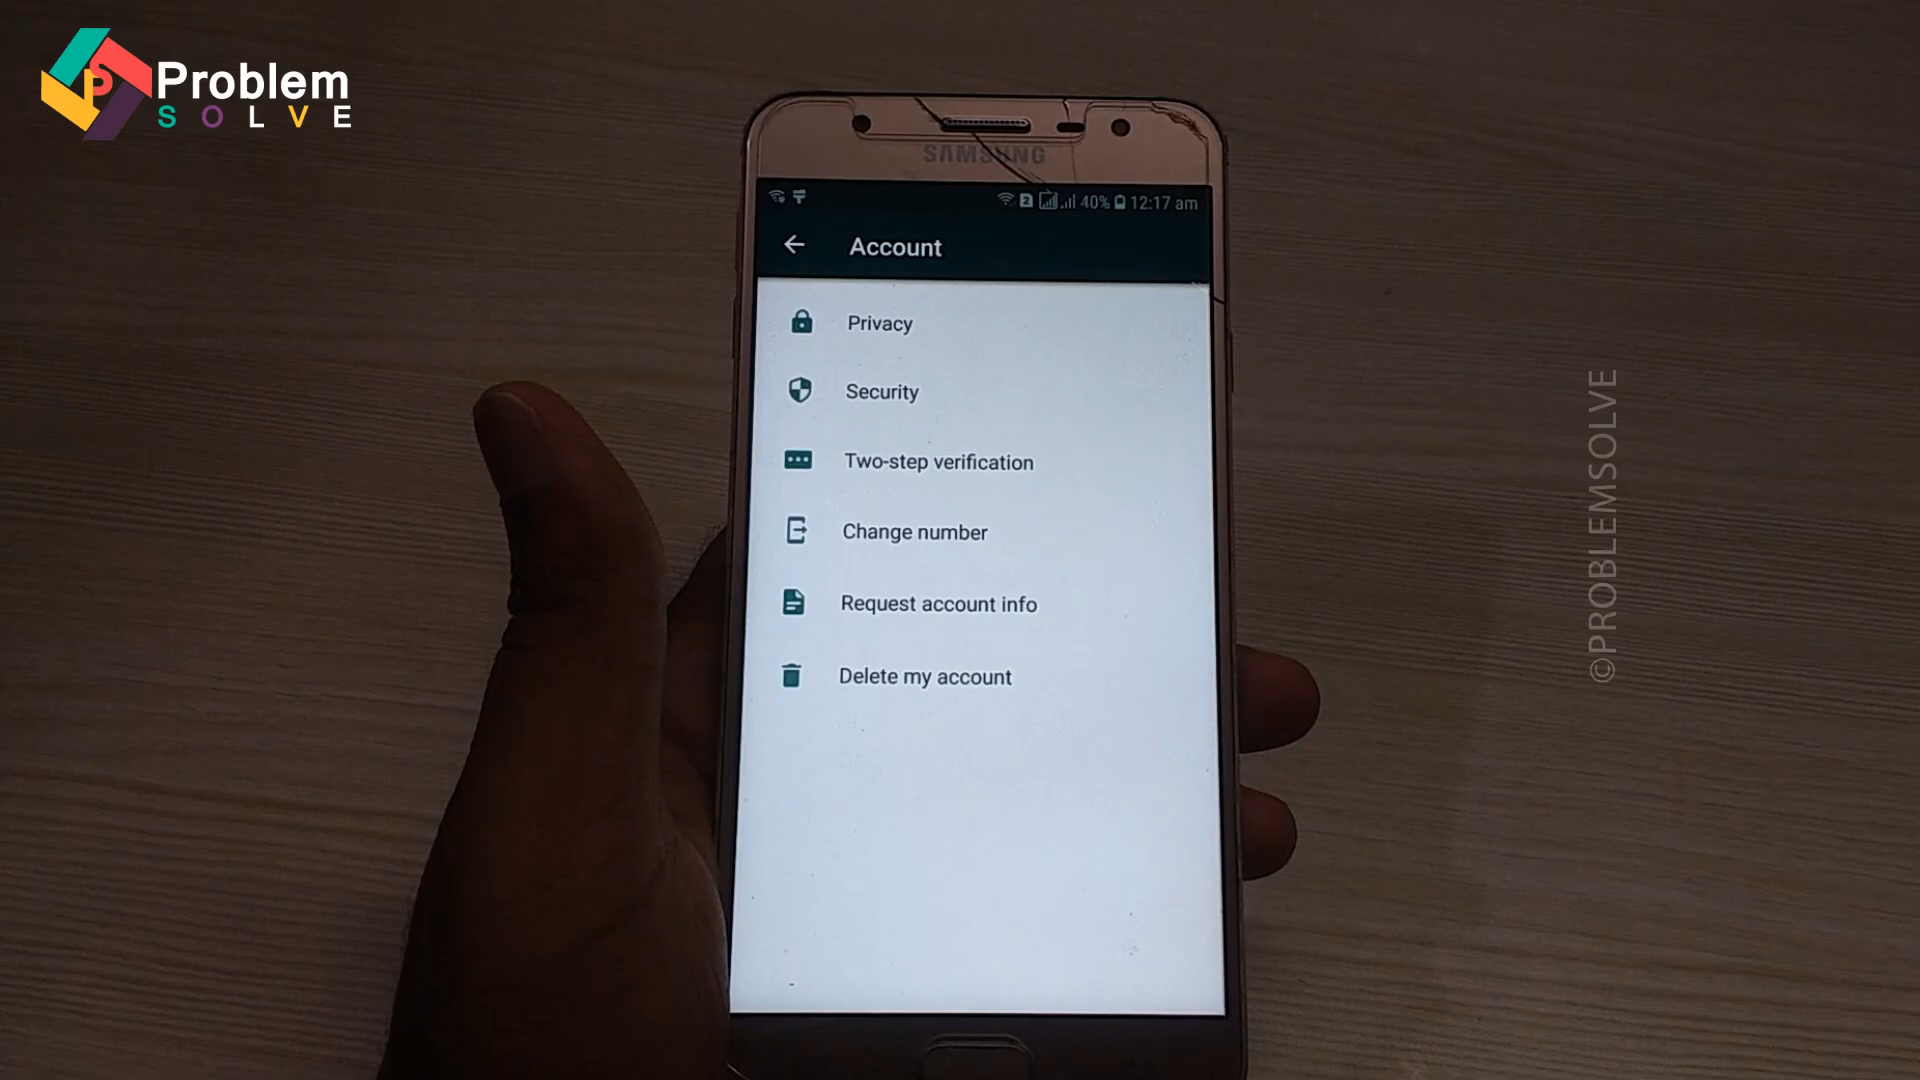 Problem
SOLVE
SAMSUNG
2 40% 12:17 am
Account
Privacy
Security
Two-step verification
Change number
Request account info
Delete my account
©PROBLEMSOLVE